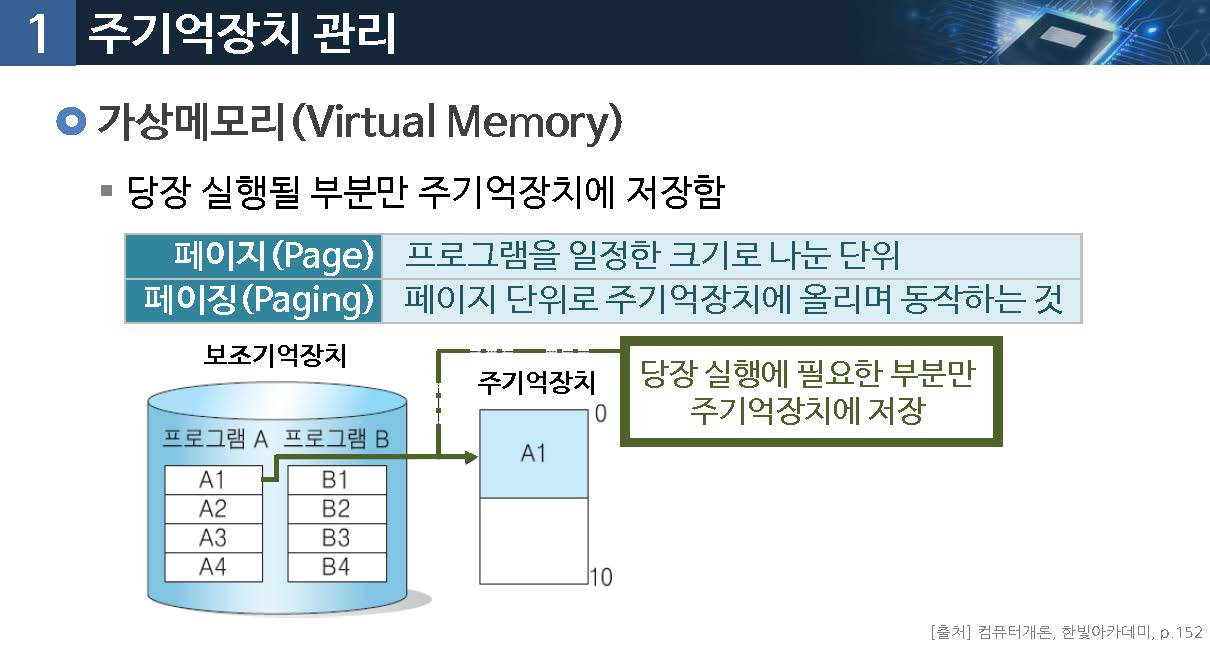 1 주기억장치 관리
가상메모리(Virtual Memory)
당장 실행될 부분만 주기억장치에 저장함
페이지(Page) 프로그램을 일정한 크기로 나눈 단위
페이징(Paging) 페이지 단위로 주기억장치에 올리며 동작하는 것
보조기억장치
프로그램 A 프로그램 B
A1 B1
A2 B2
A3 B3
A4 B4
주기억장치
0
A1
10
당장 실행에 필요한 부분만
주기억장치에 저장
[출처] 컴퓨터개론, 한빛아카데미, p.152